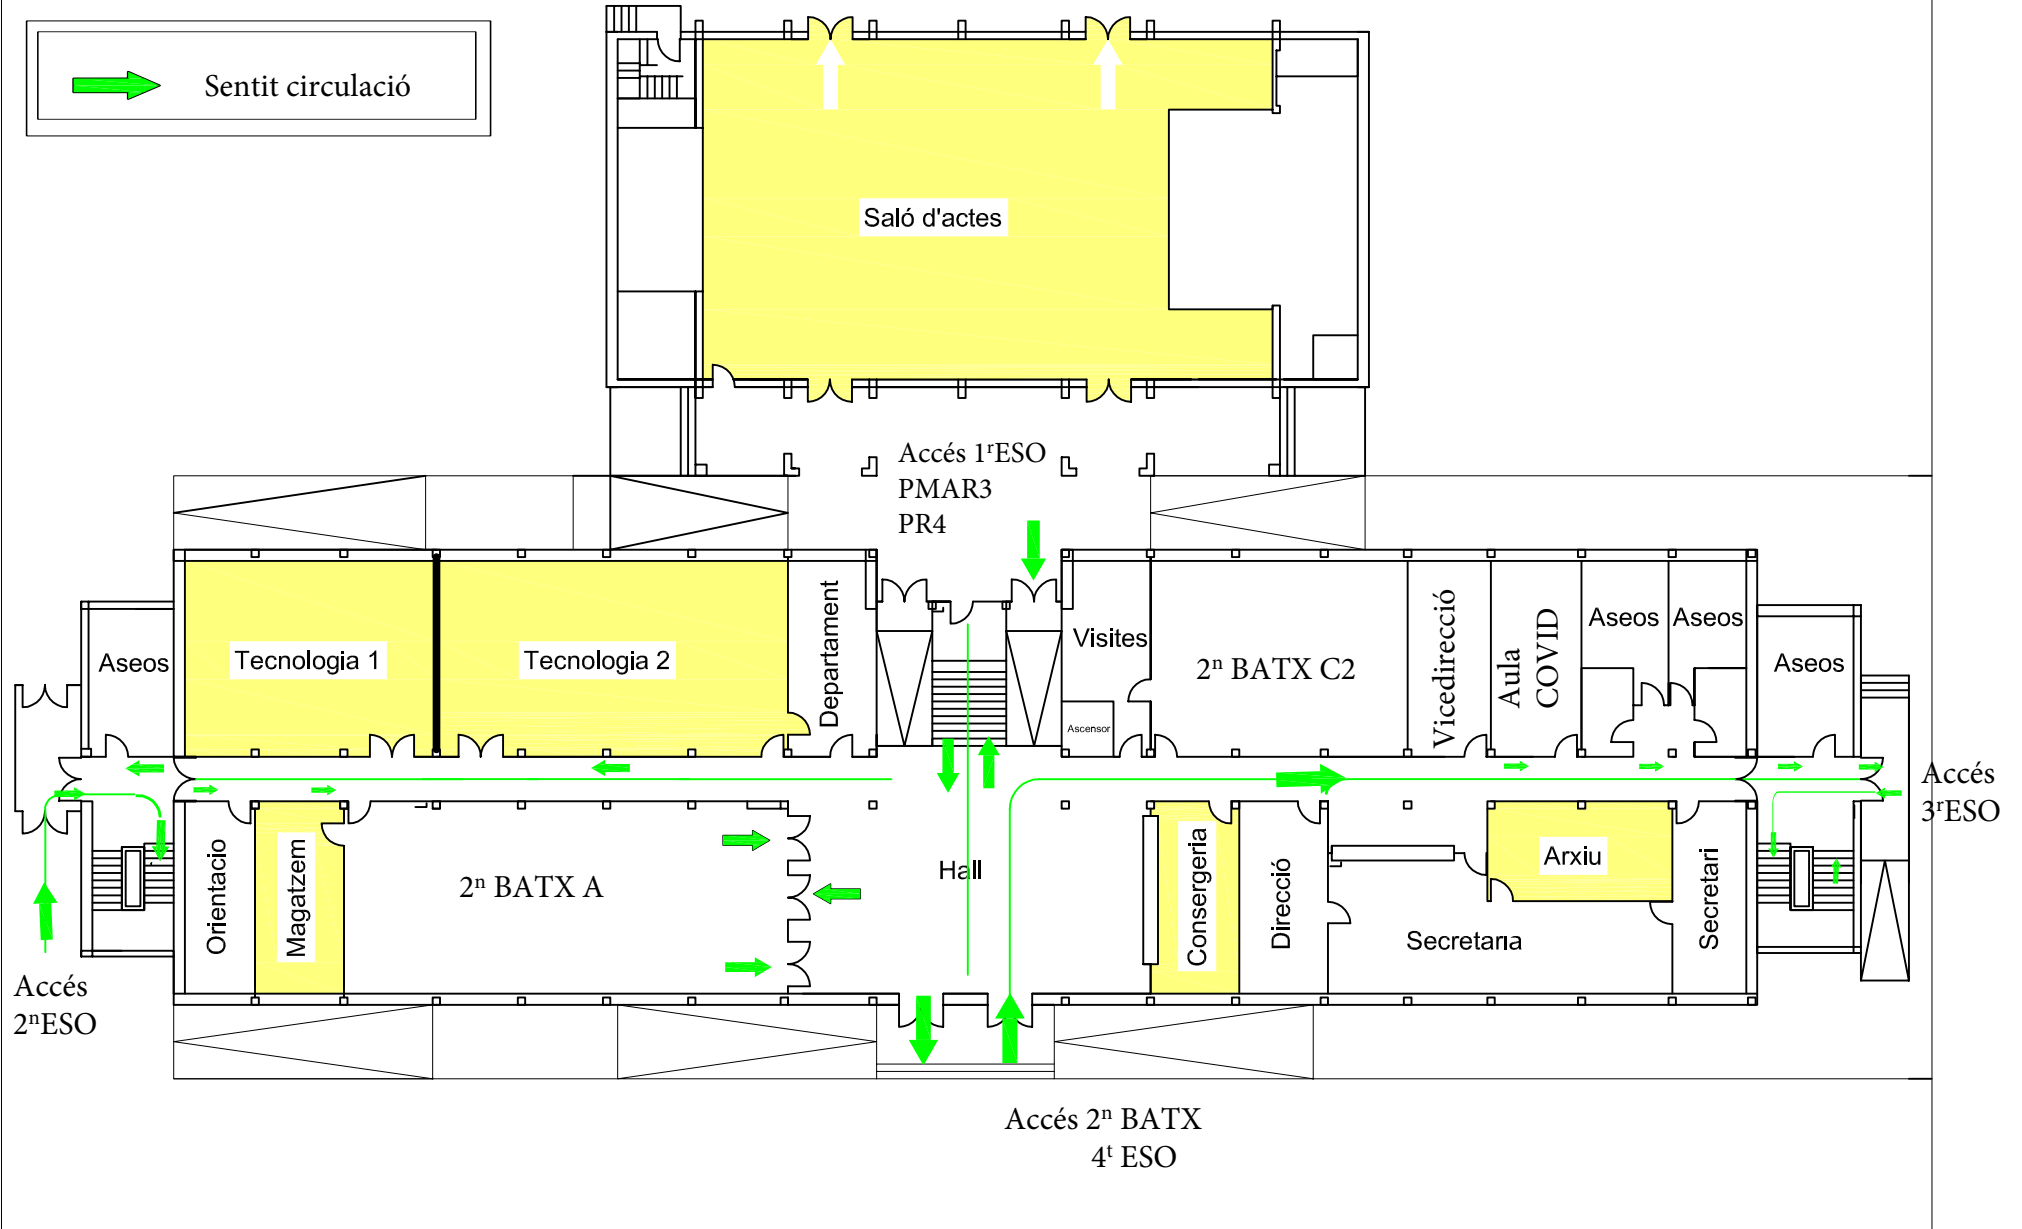 Sentit circulació
Saló d'actes
Accés 1ʳESO
PMAR3
PR4
Aseos
Tecnologia 1
Tecnologia 2
Departament
Visites
Ascensor
2ⁿ BATX C2
Vicedirecció
Aula
COVID
Aseos
Aseos
Aseos
Accés
3ʳESO
Orientacio
Magatzem
2ⁿ BATX A
Hall
Consergeria
Direcció
Secretaria
Arxiu
Secretari
Accés
2ⁿESO
Accés 2ⁿ BATX
4ᵗ ESO